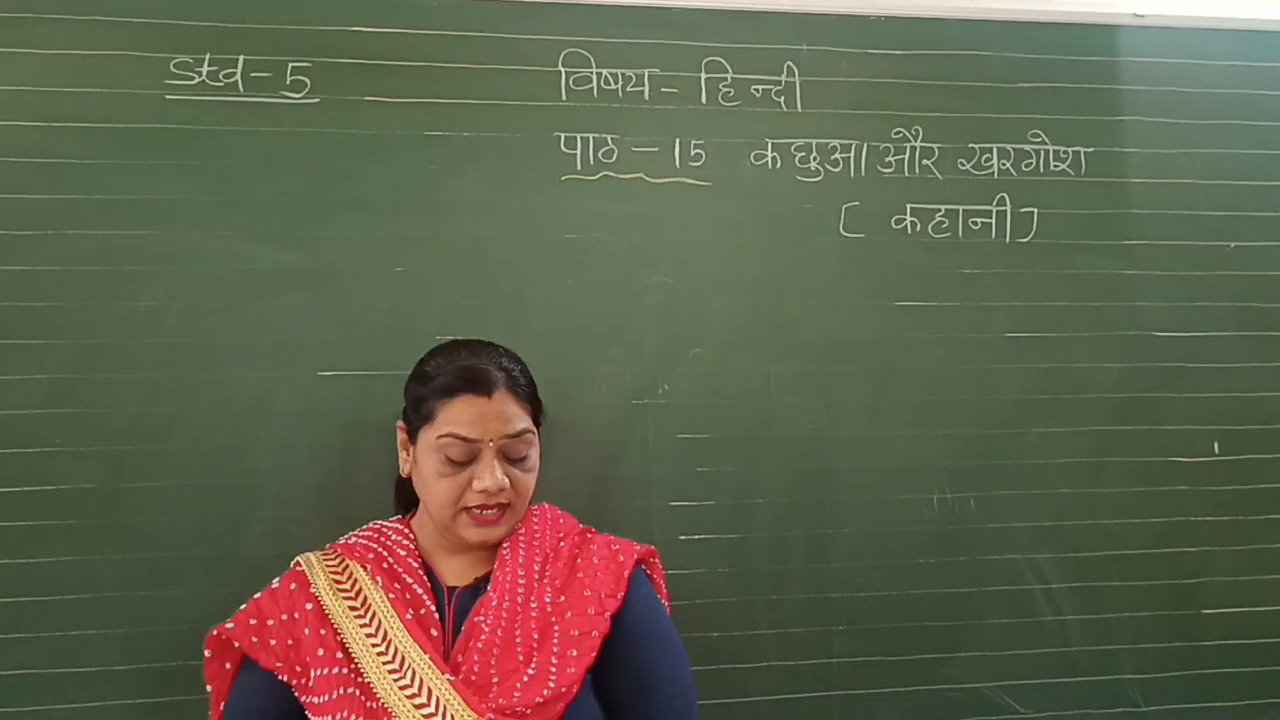 Std-5
विषय - हिन्दी
पाठ - 15 कछुआ और खरगोश
( कहानी )